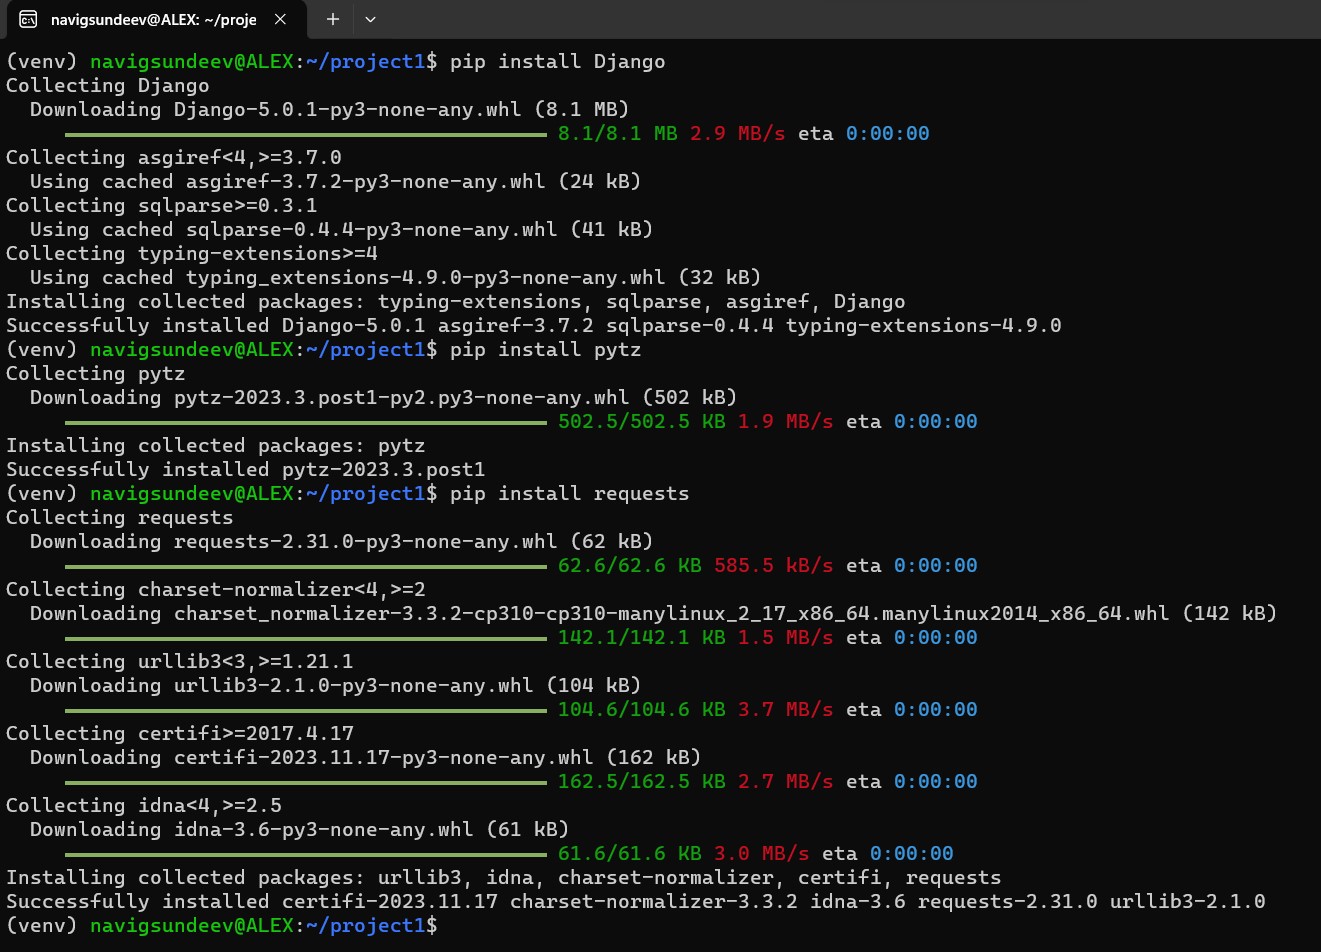 navigsundeev@ALEX: ~/proje
(venv) navigsundeev@ALEX:~/project1$ pip install Django
Collecting Django
  Downloading Django-5.0.1-py3-none-any.whl (8.1 MB)
8.1/8.1 MB 2.9 MB/s eta 0:00:00
Collecting asgiref<4,>=3.7.0
  Using cached asgiref-3.7.2-py3-none-any.whl (24 kB)
Collecting sqlparse>=0.3.1
  Using cached sqlparse-0.4.4-py3-none-any.whl (41 kB)
Collecting typing-extensions>=4
  Using cached typing_extensions-4.9.0-py3-none-any.whl (32 kB)
Installing collected packages: typing-extensions, sqlparse, asgiref, Django
Successfully installed Django-5.0.1 asgiref-3.7.2 sqlparse-0.4.4 typing-extensions-4.9.0
(venv) navigsundeev@ALEX:~/project1$ pip install pytz
Collecting pytz
  Downloading pytz-2023.3.post1-py2.py3-none-any.whl (502 kB)
502.5/502.5 KB 1.9 MB/s eta 0:00:00
Installing collected packages: pytz
Successfully installed pytz-2023.3.post1
(venv) navigsundeev@ALEX:~/project1$ pip install requests
Collecting requests
  Downloading requests-2.31.0-py3-none-any.whl (62 kB)
62.6/62.6 KB 585.5 kB/s eta 0:00:00
Collecting charset-normalizer<4,>=2
  Downloading charset_normalizer-3.3.2-cp310-cp310-manylinux_2_17_x86_64.manylinux2014_x86_64.whl (142 kB)
142.1/142.1 KB 1.5 MB/s eta 0:00:00
Collecting urllib3<3,>=1.21.1
  Downloading urllib3-2.1.0-py3-none-any.whl (104 kB)
104.6/104.6 KB 3.7 MB/s eta 0:00:00
Collecting certifi>=2017.4.17
  Downloading certifi-2023.11.17-py3-none-any.whl (162 kB)
162.5/162.5 KB 2.7 MB/s eta 0:00:00
Collecting idna<4,>=2.5
  Downloading idna-3.6-py3-none-any.whl (61 kB)
61.6/61.6 KB 3.0 MB/s eta 0:00:00
Installing collected packages: urllib3, idna, charset-normalizer, certifi, requests
Successfully installed certifi-2023.11.17 charset-normalizer-3.3.2 idna-3.6 requests-2.31.0 urllib3-2.1.0
(venv) navigsundeev@ALEX:~/project1$